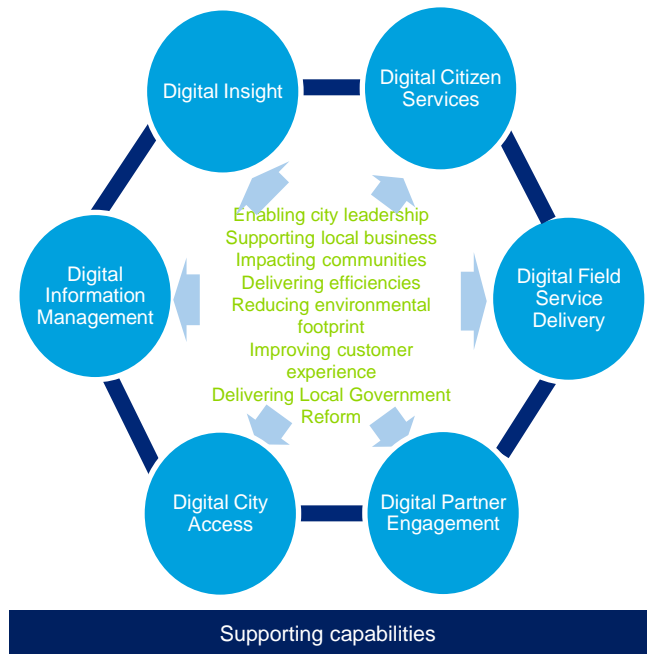 Digital Insight
Digital Citizen
Services
Enabling city leadership
Supporting local business
Impacting communities
Delivering efficiencies
Reducing environmental
footprint
Improving customer
experience
Delivering Local Government
Reform
Digital
Information
Management
Digital Field
Service
Delivery
Digital City
Access
Digital Partner
Engagement
Supporting capabilities